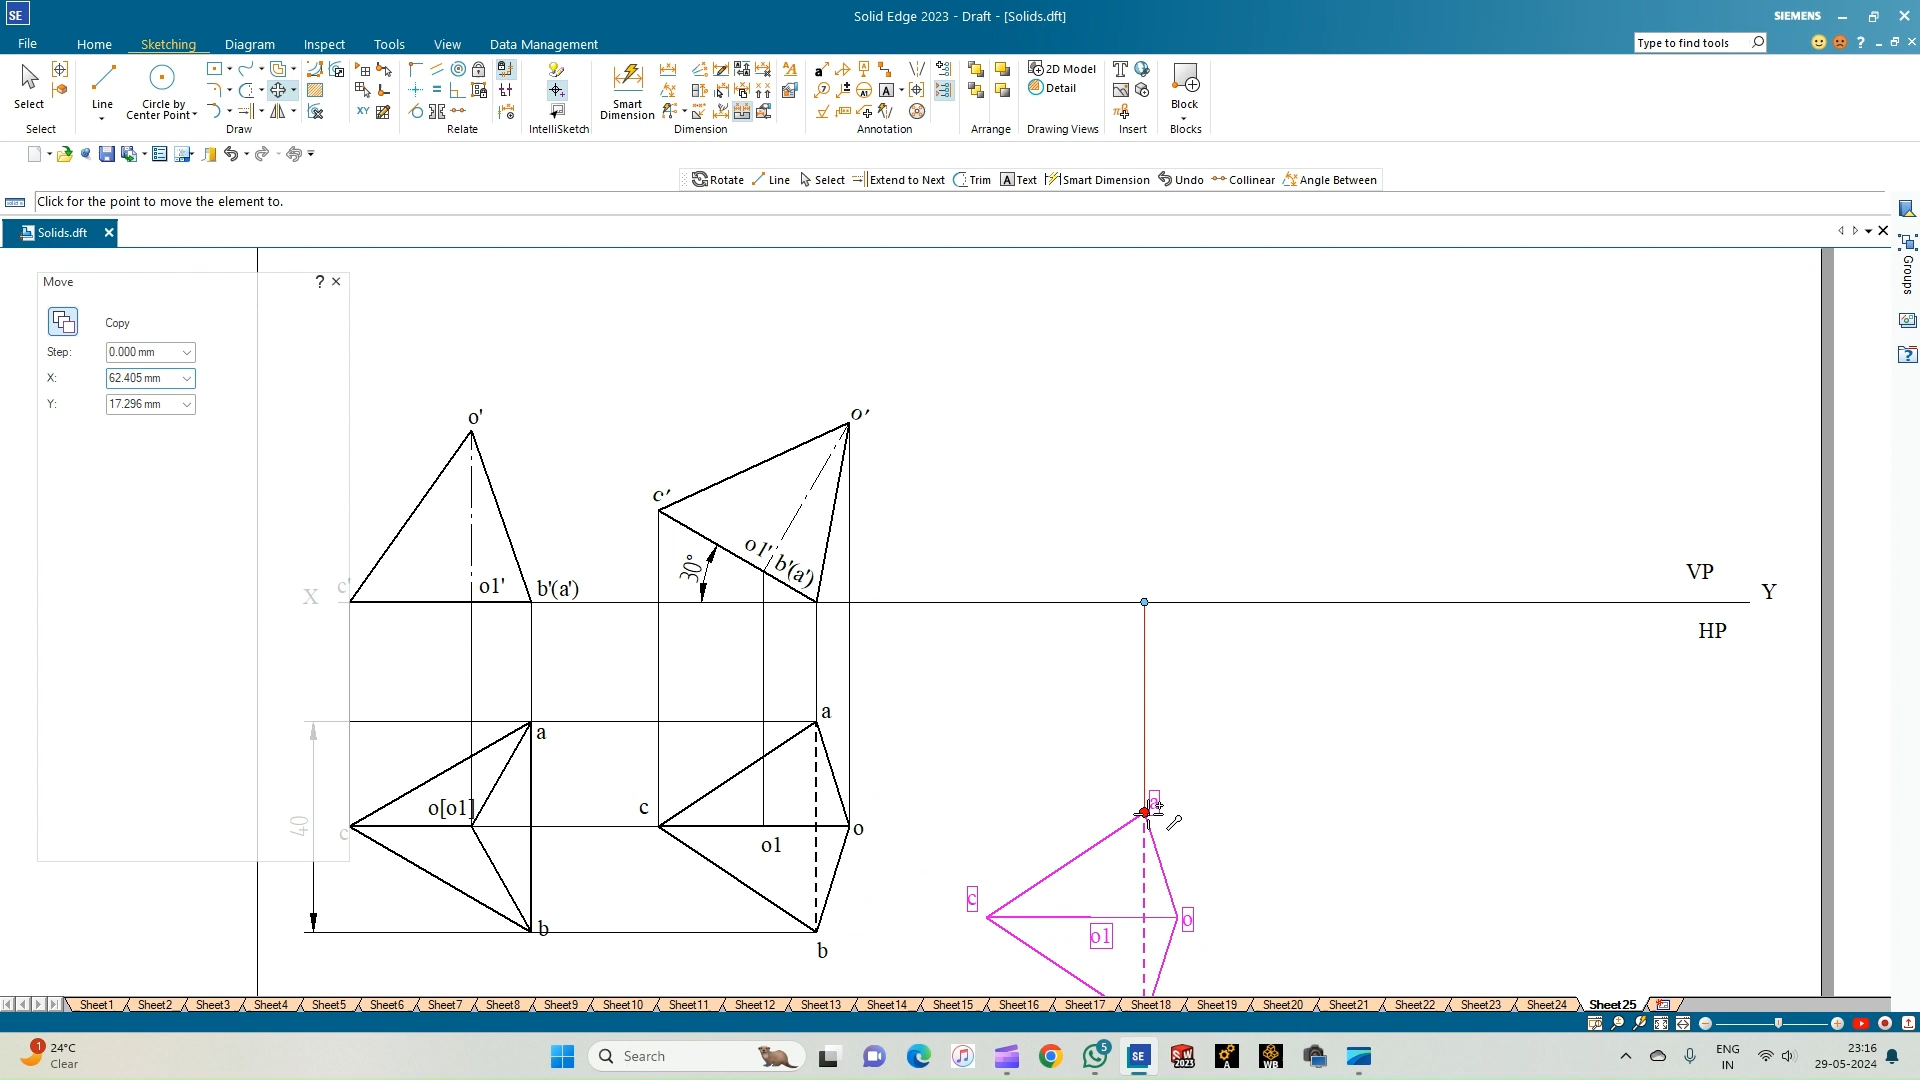 SE
Solid Edge 2023 - Draft - [Solids.dft]
SIEMENS
File Home Sketching Diagram Inspect Tools View Data Management
Type to find tools
Select
Line
Circle by Center Point
Smart Dimension
2D Model
Detail
Block
Select Draw Relate IntelliSketch Dimension Annotation Arrange Drawing Views Insert Blocks
Rotate Line Select Extend to Next Trim Text Smart Dimension Undo Collinear Angle Between
Click for the point to move the element to.
Solids.dft
Groups
Move
Copy
Step: 0.000 mm
X: 62.405 mm
Y: 17.296 mm
o'
o'
c'
30°
o1'
b'(a')
c'
X
o1'
b'(a')
VP
Y
HP
a
a
a
40
c
o[o1]
c
o1
o
b
b
c
o1
o
Sheet1 Sheet2 Sheet3 Sheet4 Sheet5 Sheet6 Sheet7 Sheet8 Sheet9 Sheet10 Sheet11 Sheet12 Sheet13 Sheet14 Sheet15 Sheet16 Sheet17 Sheet18 Sheet19 Sheet20 Sheet21 Sheet22 Sheet23 Sheet24 Sheet25
1
24°C
Clear
Search
5
SE
ENG
IN
23:16
29-05-2024